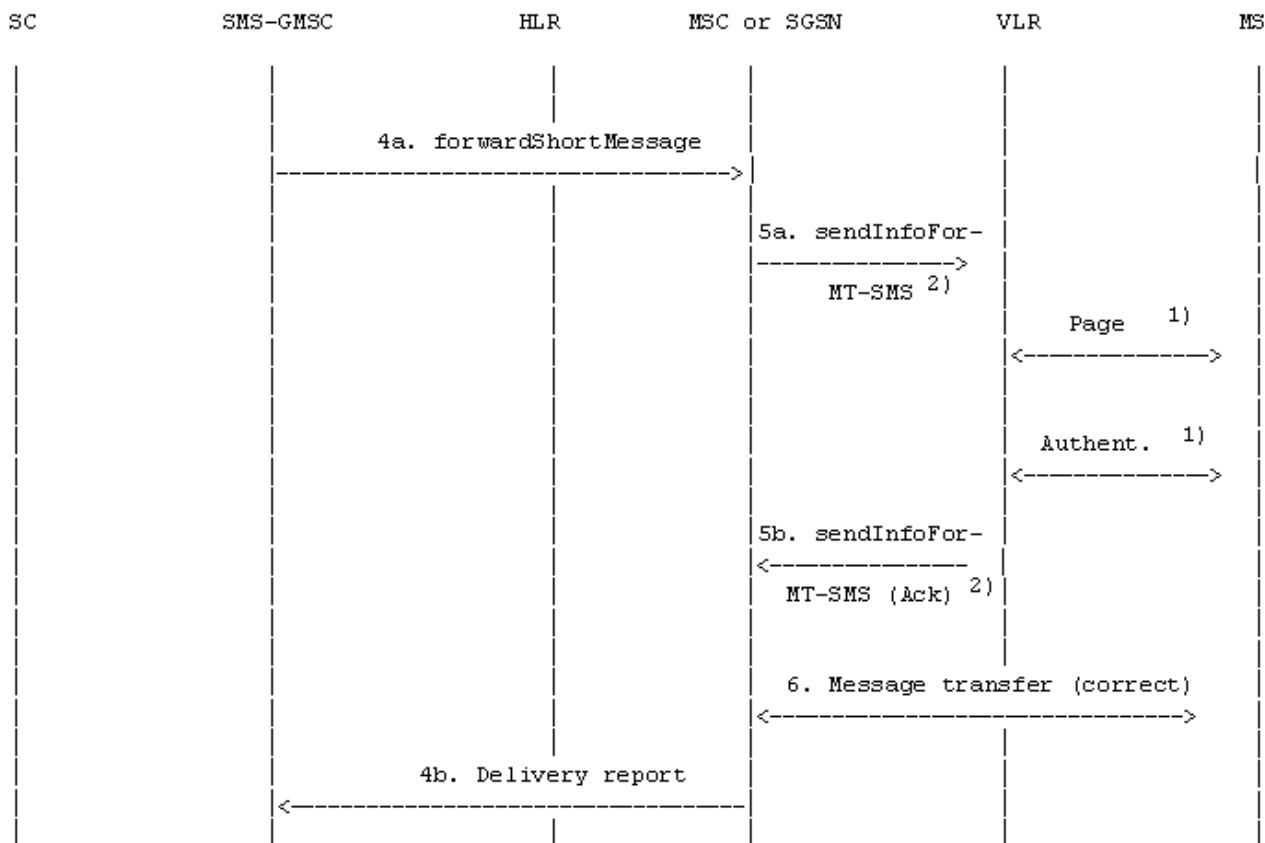 SC SMS-GMSC HLR MSC or SGSN VLR MS
4a. forwardShortMessage
5a. sendInfoFor-
MT-SMS 2)
Page 1)
Authent. 1)
5b. sendInfoFor-
MT-SMS (Ack) 2)
6. Message transfer (correct)
4b. Delivery report